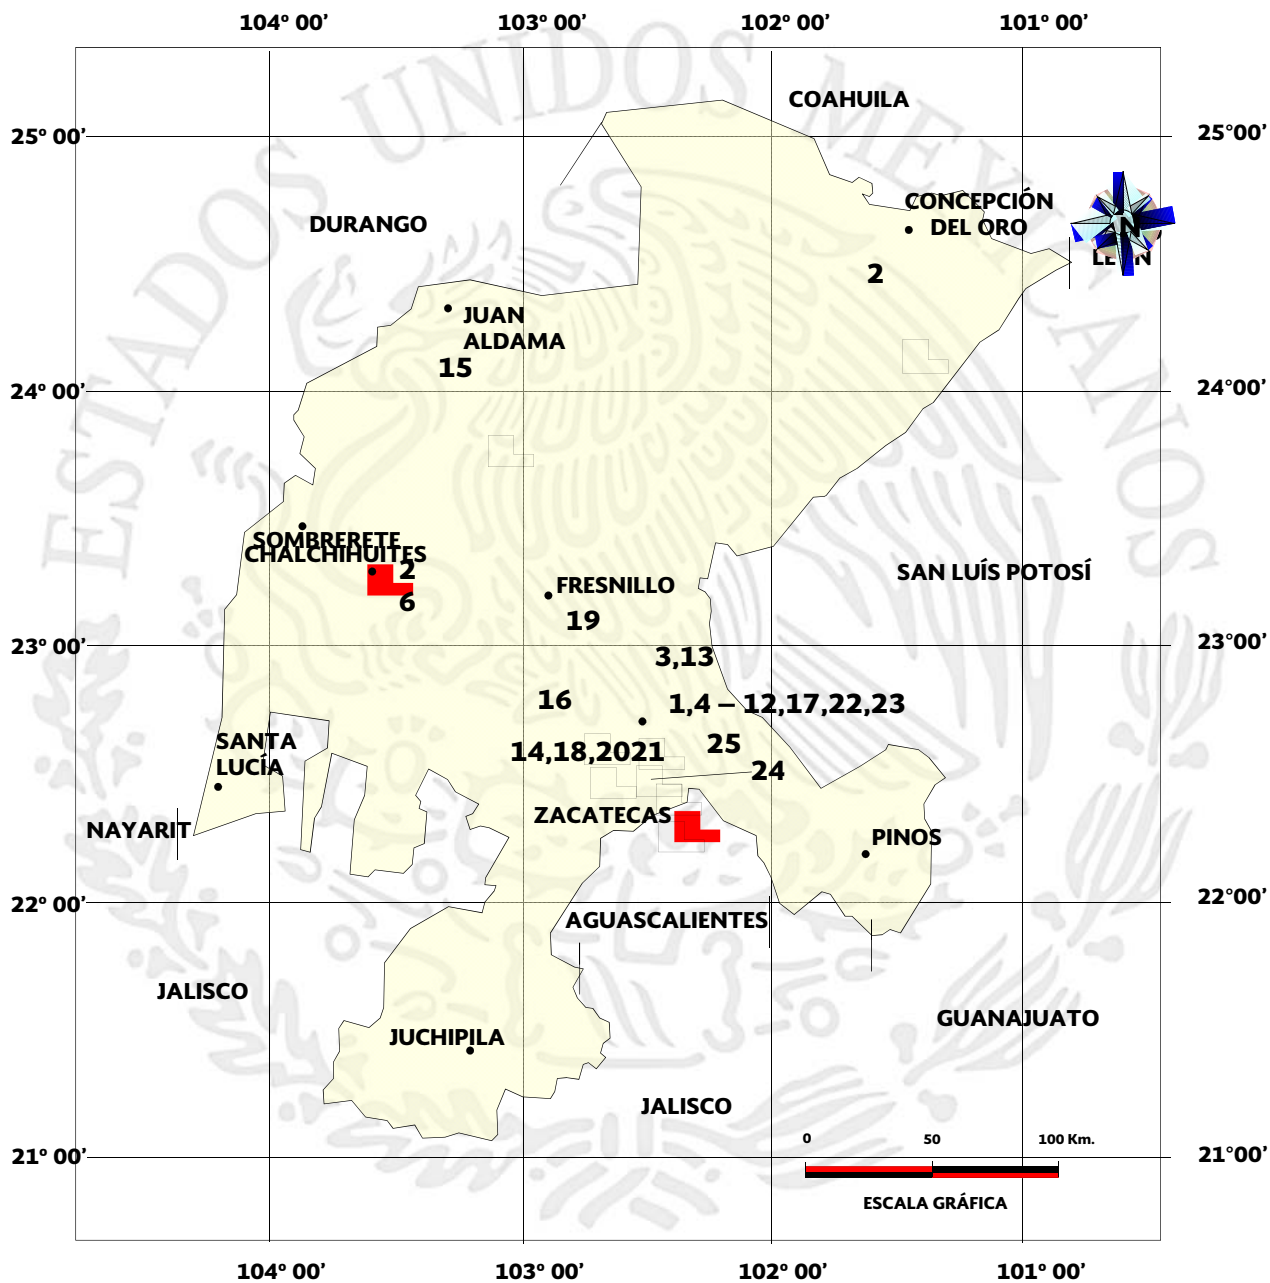 104° 00’ 103° 00’ 102° 00’ 101° 00’
ESTADOS UNIDOS MEXICANOS
COAHUILA
25° 00’ 25°00’
CONCEPCIÓN
DEL ORO
DURANGO
2
JUAN
ALDAMA
15
24° 00’ 24°00’
SOMBRERETE
CHALCHIHUITES
2
6
FRESNILLO
19
SAN LUÍS POTOSÍ
23° 00’ 23°00’
3,13
16
1,4 – 12,17,22,23
SANTA
LUCÍA
14,18,2021
25
24
ZACATECAS
NAYARIT
PINOS
22° 00’ 22°00’
AGUASCALIENTES
JALISCO
GUANAJUATO
JUCHIPILA
JALISCO
0 50 100 Km.
21° 00’ 21°00’
ESCALA GRÁFICA
104° 00’ 103° 00’ 102° 00’ 101° 00’